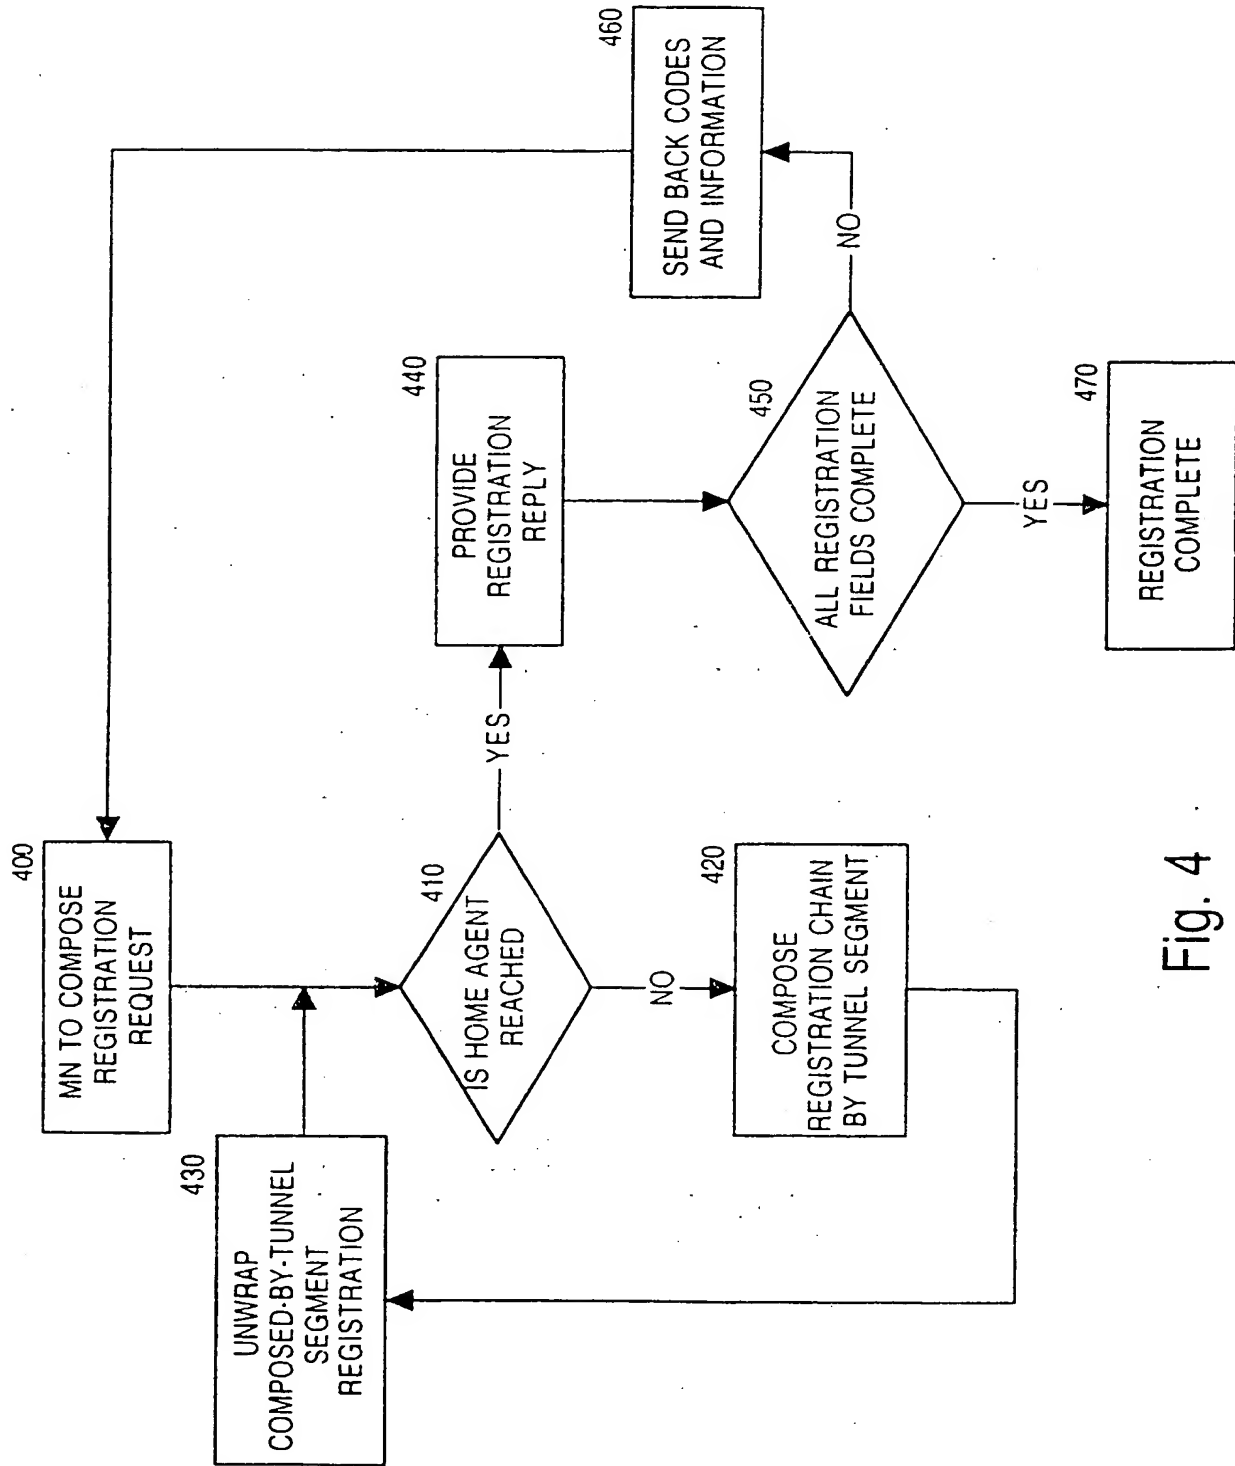 400
MN TO COMPOSE
REGISTRATION
REQUEST
430
UNWRAP
COMPOSED-BY-TUNNEL
SEGMENT
REGISTRATION
410
IS HOME AGENT
REACHED
YES
NO
420
COMPOSE
REGISTRATION CHAIN
BY TUNNEL SEGMENT
440
PROVIDE
REGISTRATION
REPLY
450
ALL REGISTRATION
FIELDS COMPLETE
NO
YES
460
SEND BACK CODES
AND INFORMATION
470
REGISTRATION
COMPLETE
Fig. 4